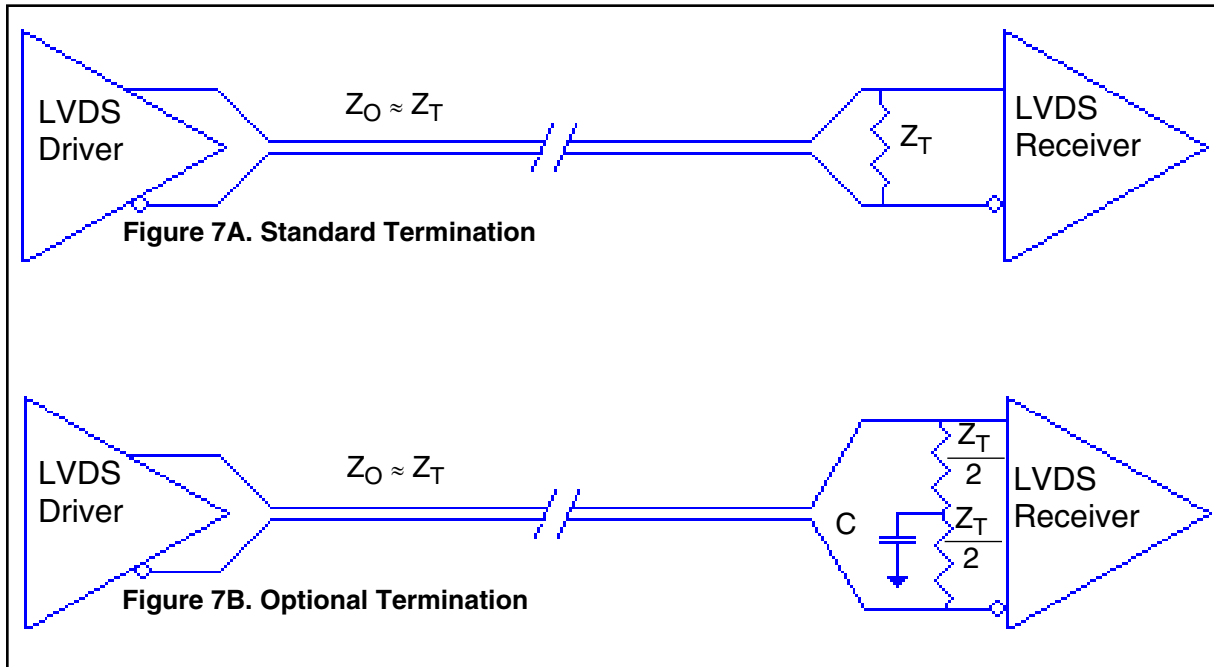 LVDS
Driver
Z_O ≈ Z_T
Z_T
LVDS
Receiver
Figure 7A. Standard Termination
LVDS
Driver
Z_O ≈ Z_T
C
Z_T
2
Z_T
2
LVDS
Receiver
Figure 7B. Optional Termination